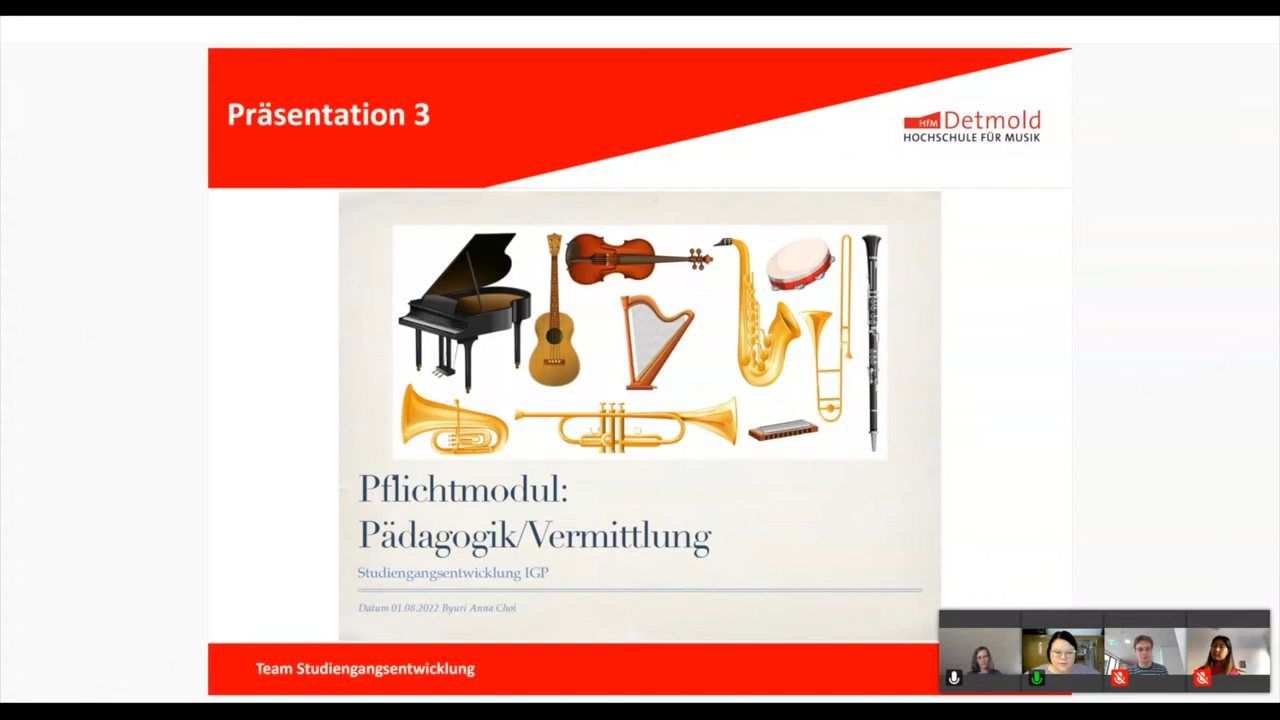 Präsentation 3
HfM Detmold
HOCHSCHULE FÜR MUSIK
Pflichtmodul:
Pädagogik/Vermittlung
Studiengangsentwicklung IGP
Datum 01.08.2022 Byuri Anna Choi
Team Studiengangsentwicklung